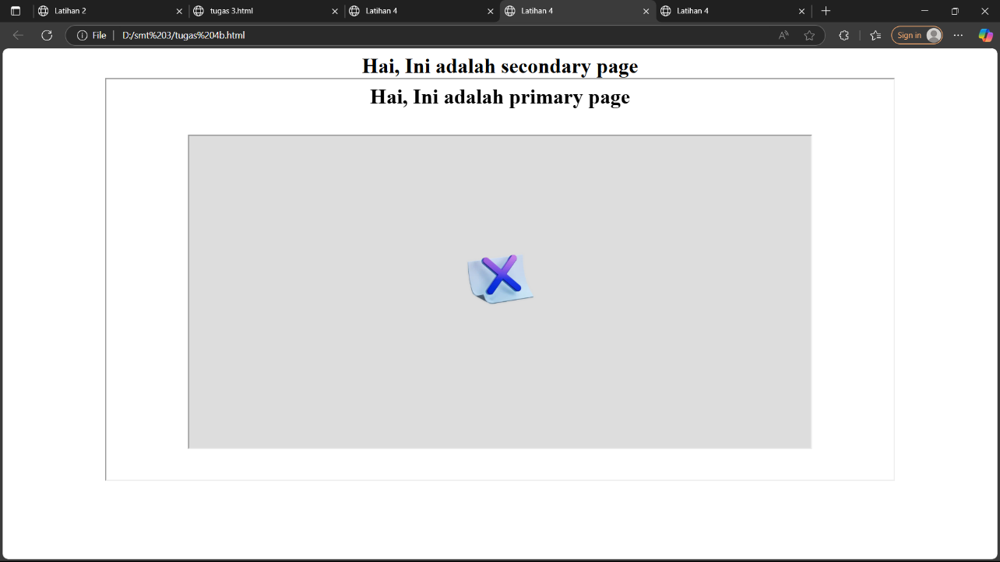 Latihan 2
tugas 3.html
Latihan 4
Latihan 4
Latihan 4
File
D:/smt%203/tugas%204b.html
Sign in
Hai, Ini adalah secondary page
Hai, Ini adalah primary page